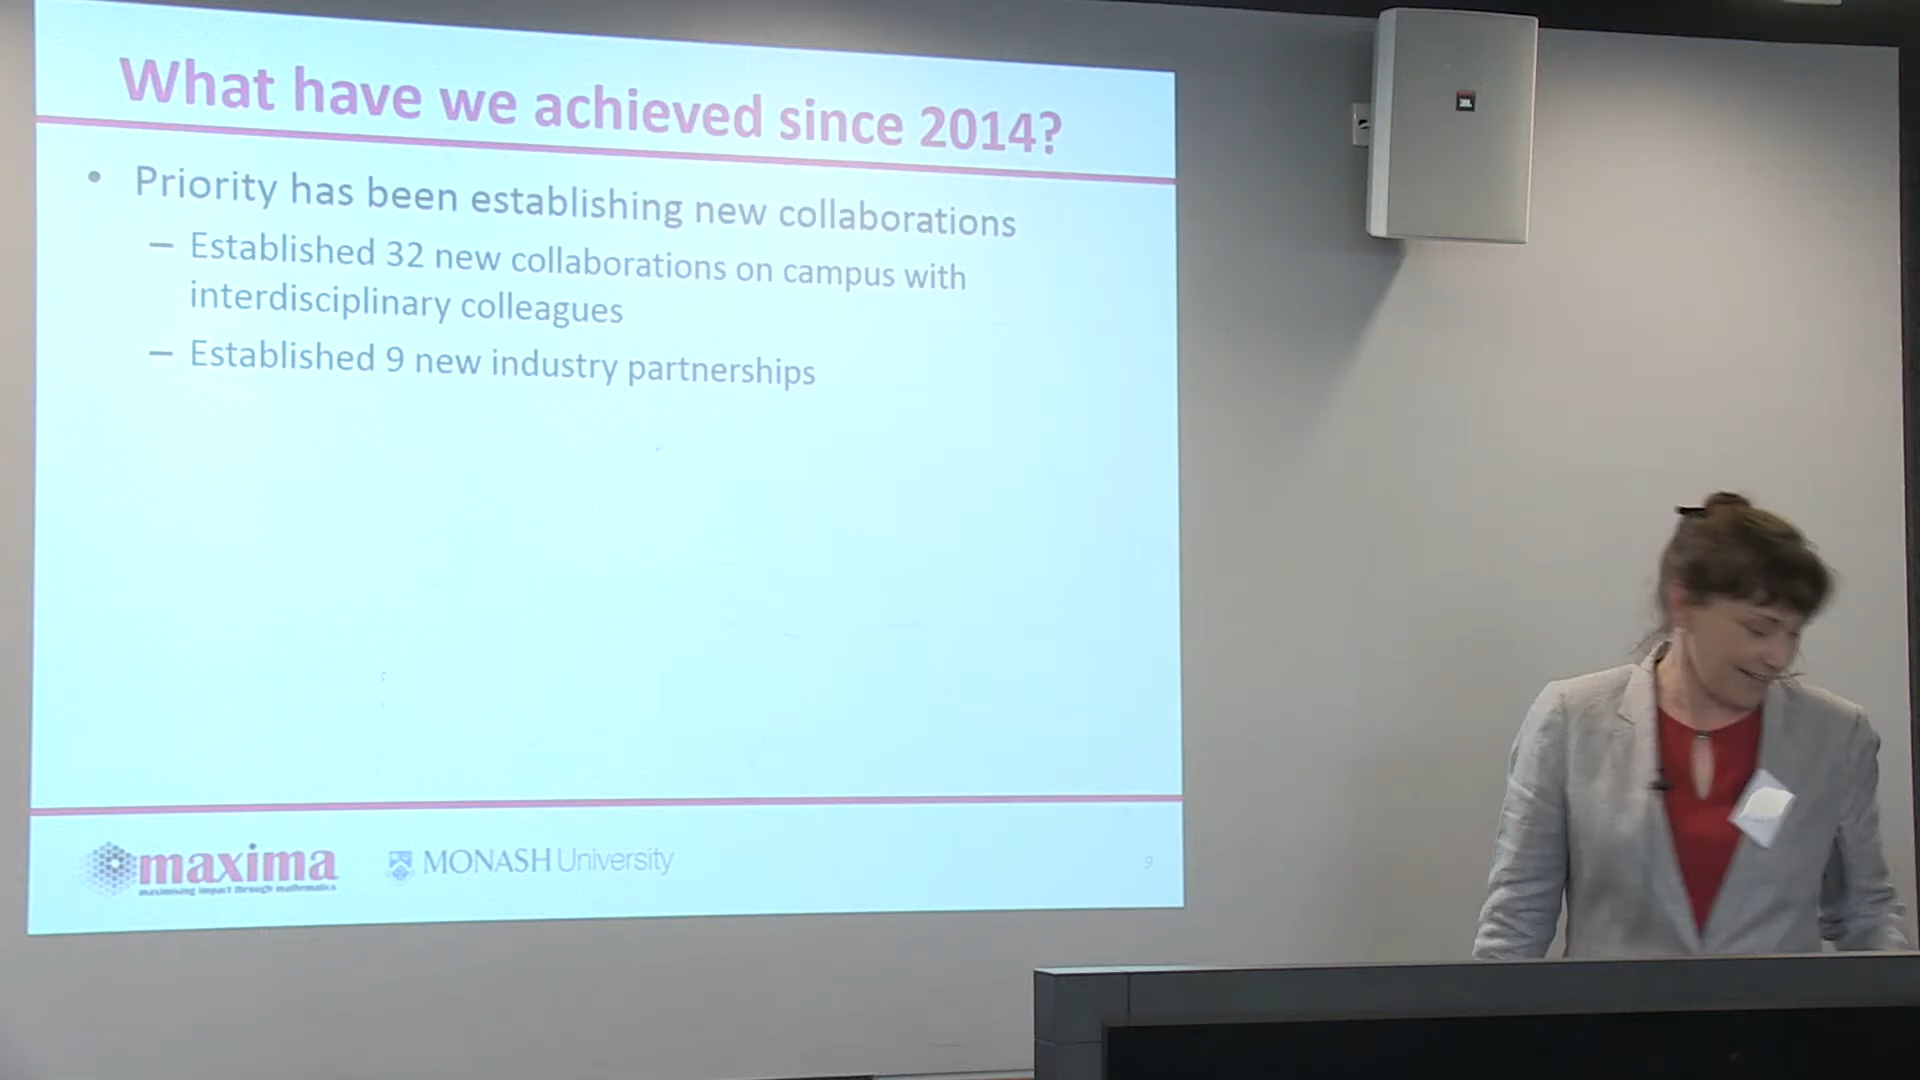 What have we achieved since 2014?
• Priority has been establishing new collaborations
– Established 32 new collaborations on campus with
interdisciplinary colleagues
– Established 9 new industry partnerships
maxima
maximising impact through mathematics
MONASH University
9
JBL